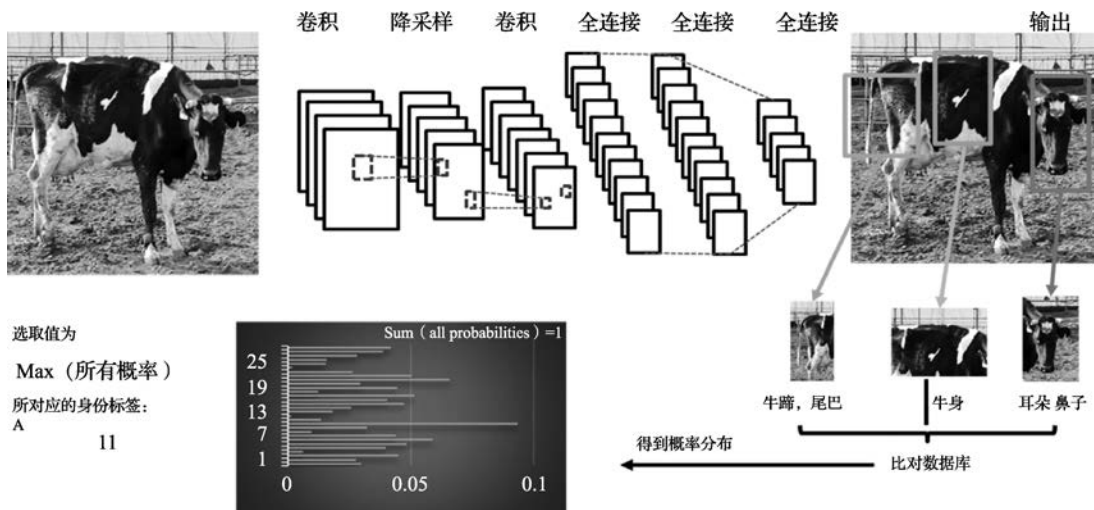 卷积 降采样 卷积 全连接 全连接 全连接 输出
选取值为
Max（所有概率）
所对应的身份标签：
A
11
Sum（all probabilities）=1
25
19
13
7
1
0 0.05 0.1
牛蹄，尾巴 牛身 耳朵 鼻子
得到概率分布
比对数据库